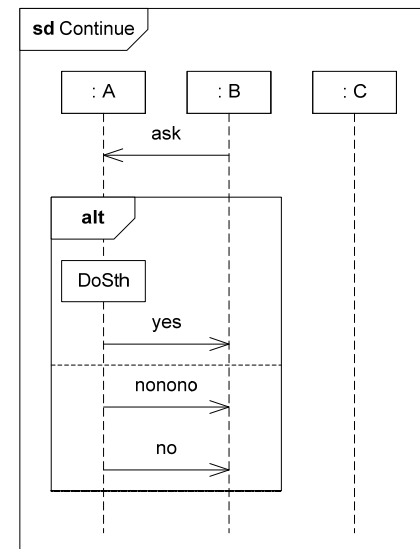 sd Continue
: A
: B
: C
ask
alt
DoSth
yes
nonono
no